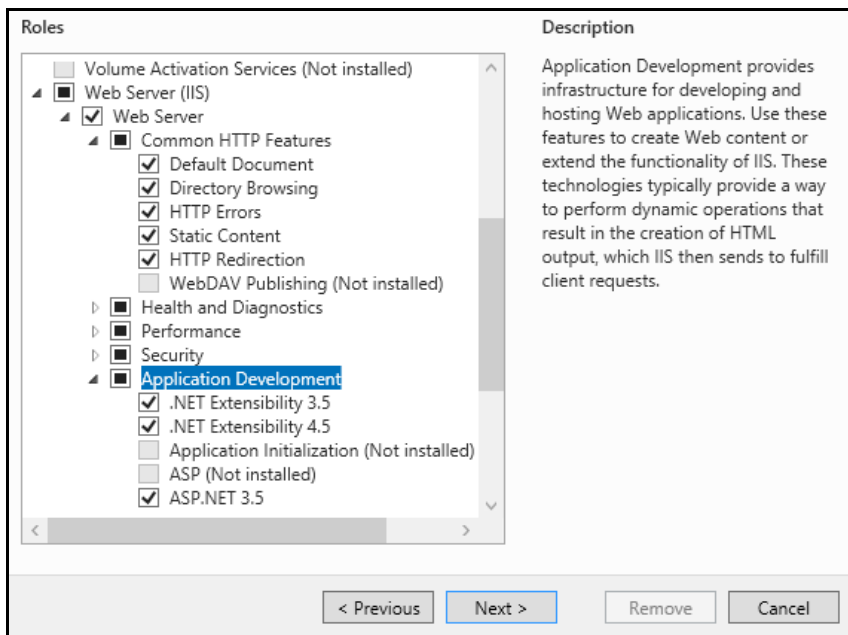 Roles
Volume Activation Services (Not installed)
Web Server (IIS)
Web Server
Common HTTP Features
Default Document
Directory Browsing
HTTP Errors
Static Content
HTTP Redirection
WebDAV Publishing (Not installed)
Health and Diagnostics
Performance
Security
Application Development
.NET Extensibility 3.5
.NET Extensibility 4.5
Application Initialization (Not installed)
ASP (Not installed)
ASP.NET 3.5
Description
Application Development provides
infrastructure for developing and
hosting Web applications. Use these
features to create Web content or
extend the functionality of IIS. These
technologies typically provide a way
to perform dynamic operations that
result in the creation of HTML
output, which IIS then sends to fulfill
client requests.
< Previous
Next >
Remove
Cancel